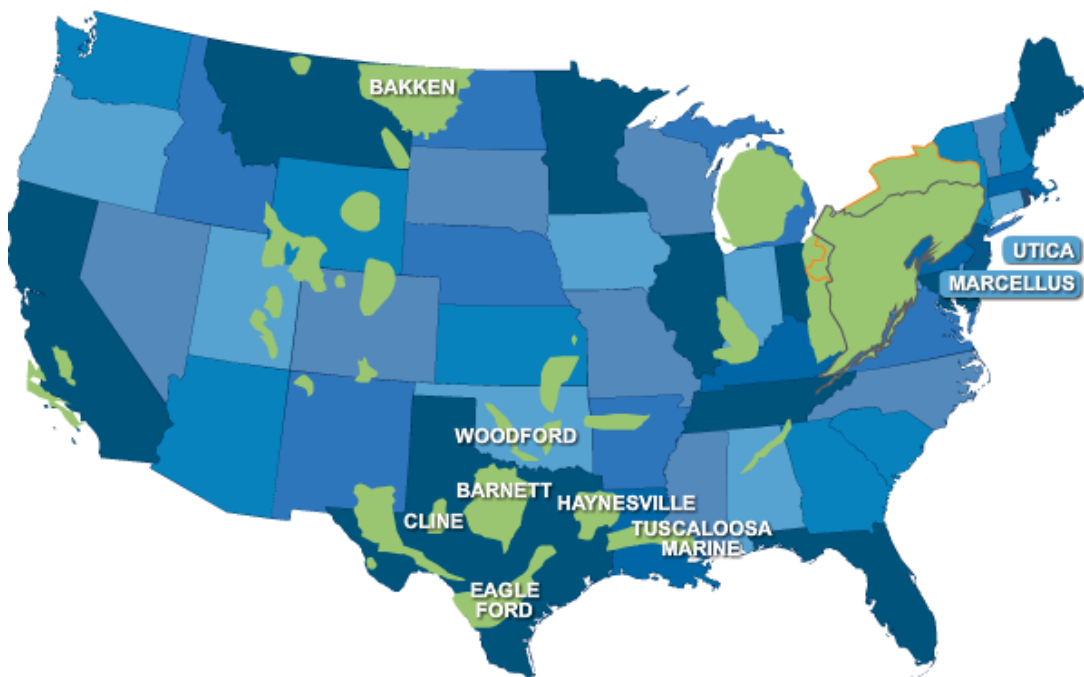 BAKKEN
UTICA
MARCELLUS
WOODFORD
BARNETT
HAYNESVILLE
CLINE
TUSCALOOSA
MARINE
EAGLE
FORD